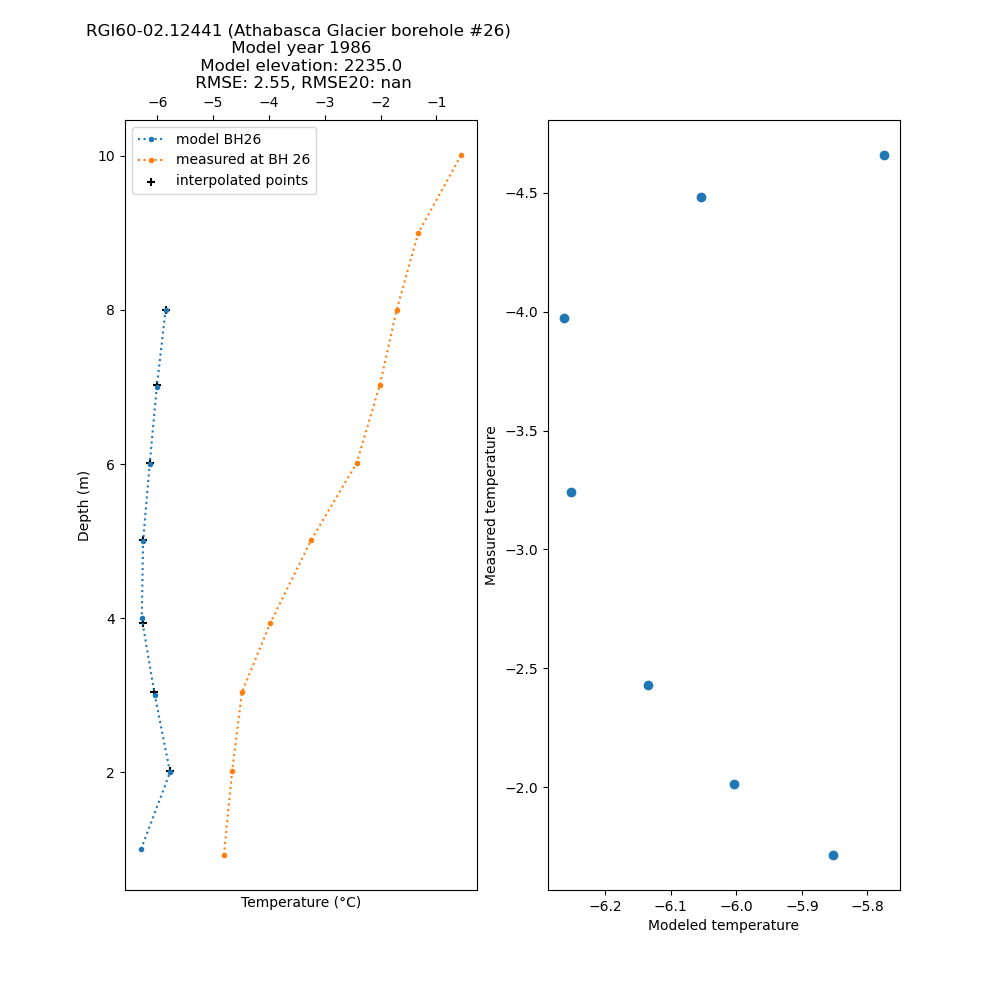 RGI60-02.12441 (Athabasca Glacier borehole #26)
Model year 1986
Model elevation: 2235.0
RMSE: 2.55, RMSE20: nan
−6 −5 −4 −3 −2 −1
model BH26
measured at BH 26
interpolated points
10
8
6
4
2
Depth (m)
Temperature (°C)
−4.5
−4.0
−3.5
−3.0
−2.5
−2.0
Measured temperature
−6.2 −6.1 −6.0 −5.9 −5.8
Modeled temperature